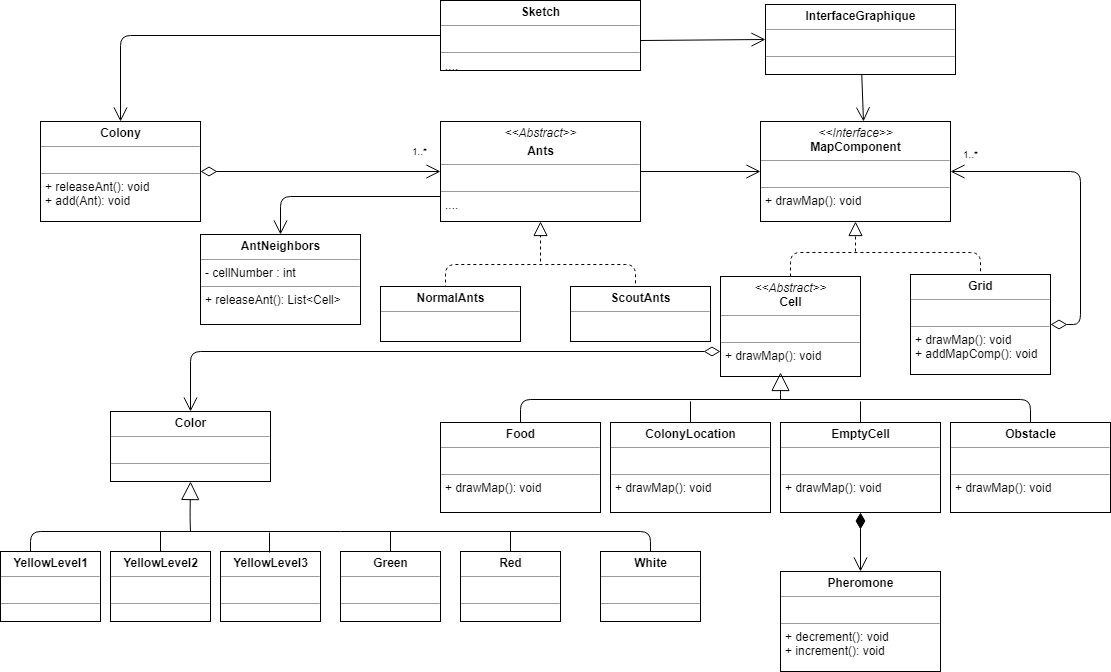 Sketch
....
InterfaceGraphique
Colony
+ releaseAnt(): void
+ add(Ant): void
1..*
<<Abstract>>
Ants
....
<<Interface>>
MapComponent
+ drawMap(): void
1..*
AntNeighbors
- cellNumber : int
+ releaseAnt(): List<Cell>
NormalAnts
ScoutAnts
<<Abstract>>
Cell
+ drawMap(): void
Grid
+ drawMap(): void
+ addMapComp(): void
Color
Food
+ drawMap(): void
ColonyLocation
+ drawMap(): void
EmptyCell
+ drawMap(): void
Obstacle
+ drawMap(): void
YellowLevel1
YellowLevel2
YellowLevel3
Green
Red
White
Pheromone
+ decrement(): void
+ increment(): void